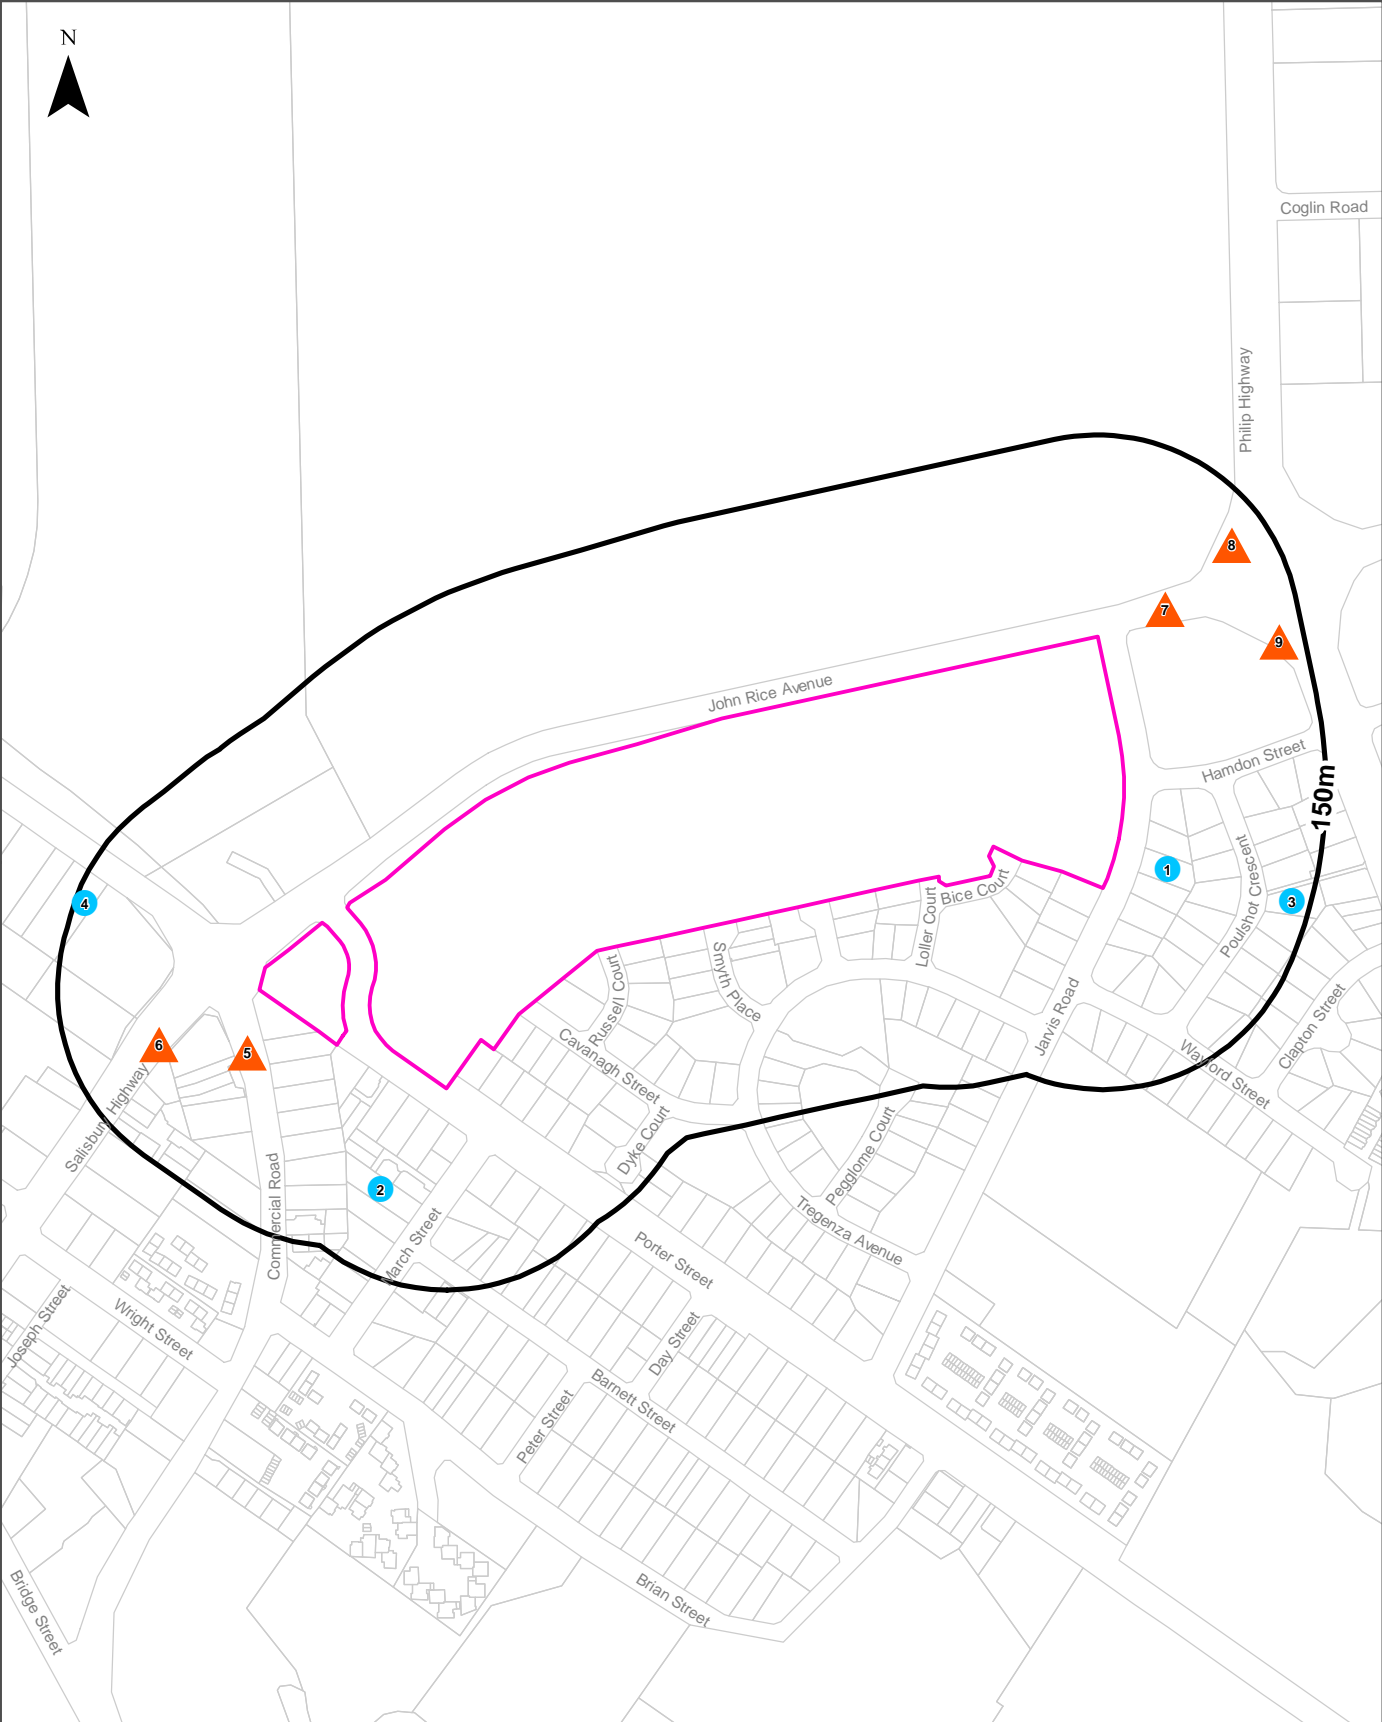 N
Coglin Road
Philip Highway
8
7
9
John Rice Avenue
Hamdon Street
150m
1
Poulshot Crescent
3
4
Bice Court
Loller Court
Smyth Place
Russell Court
Cavanagh Street
Jarvis Road
Clapton Street
Wayford Street
6
5
Salisbury Highway
Dyke Court
Pegglome Court
2
Commercial Road
March Street
Tregenza Avenue
Porter Street
Joseph Street
Wright Street
Day Street
Barnett Street
Peter Street
Brian Street
Bridge Street